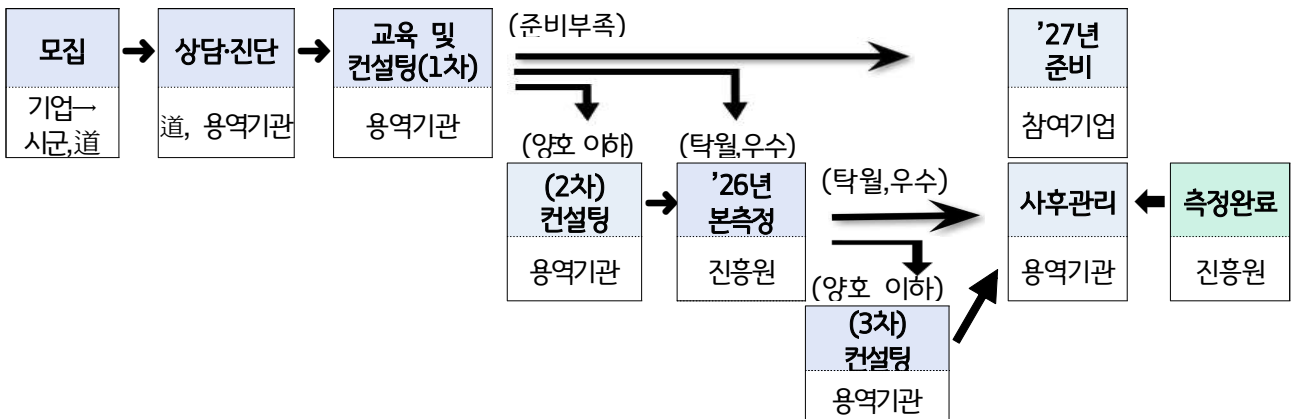 모집
기업→
시군,道
상담·진단
道, 용역기관
교육 및
컨설팅(1차)
용역기관
(준비부족)
’27년
준비
참여기업
(양호 이하)
(탁월,우수)
(2차)
컨설팅
용역기관
’26년
본측정
진흥원
(탁월,우수)
(양호 이하)
(3차)
컨설팅
용역기관
사후관리
용역기관
측정완료
진흥원